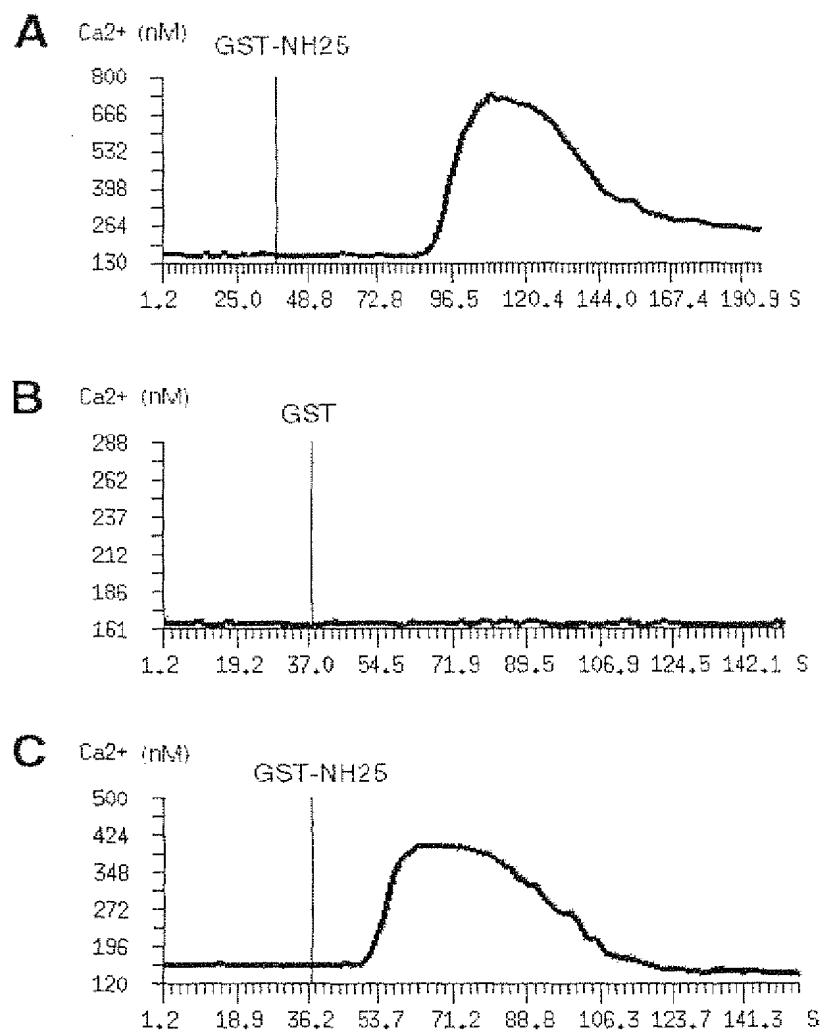 A Ca2+ (nM)
GST-NH25
800
666
532
398
264
130
1.2 25.0 48.8 72.8 96.5 120.4 144.0 167.4 190.9 S
B Ca2+ (nM)
GST
288
262
237
212
186
161
1.2 19.2 37.0 54.5 71.9 89.5 106.9 124.5 142.1 S
C Ca2+ (nM)
GST-NH25
500
424
348
272
196
120
1.2 18.9 36.2 53.7 71.2 88.8 106.3 123.7 141.3 S